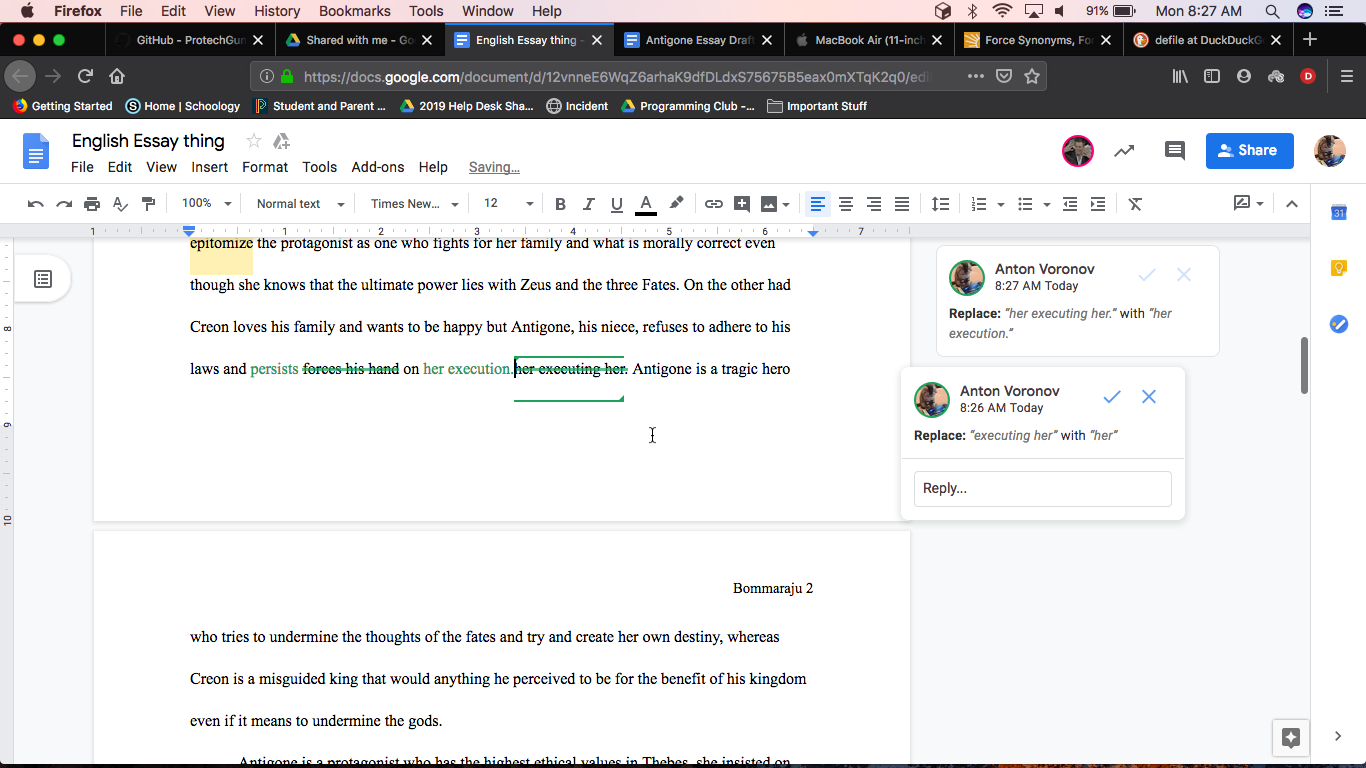 Firefox File Edit View History Bookmarks Tools Window Help 91% Mon 8:27 AM
GitHub - ProtechGun Shared with me - Go English Essay thing - Antigone Essay Draft MacBook Air (11-inch Force Synonyms, Fo defile at DuckDuckG
https://docs.google.com/document/d/12vnneE6WqZ6arhaK9dfDLdxS75675B5eax0mXTqK2q0/edi
Getting Started Home | Schoology Student and Parent ... 2019 Help Desk Sha... Incident Programming Club -... Important Stuff
English Essay thing
File Edit View Insert Format Tools Add-ons Help Saving...
Share
100% Normal text Times New... 12 B I U A
1 1 2 3 4 5 6 7
8
9
10
epitomize the protagonist as one who fights for her family and what is morally correct even
though she knows that the ultimate power lies with Zeus and the three Fates. On the other had
Creon loves his family and wants to be happy but Antigone, his niece, refuses to adhere to his
laws and persists forces his hand on her execution.her executing her. Antigone is a tragic hero
Bommaraju 2
who tries to undermine the thoughts of the fates and try and create her own destiny, whereas
Creon is a misguided king that would anything he perceived to be for the benefit of his kingdom
even if it means to undermine the gods.
Antigone is a protagonist who has the highest ethical values in Thebes, she insisted on
Anton Voronov
8:27 AM Today
Replace: "her executing her." with "her
execution."
Anton Voronov
8:26 AM Today
Replace: "executing her" with "her"
Reply...
31
D